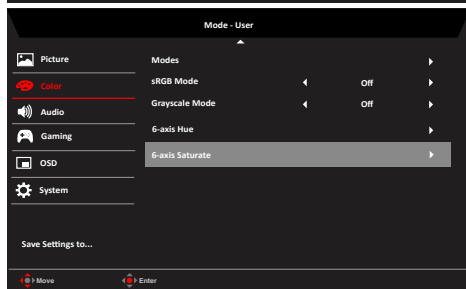 Mode - User
Picture
Modes
Color
sRGB Mode Off
Audio
Grayscale Mode Off
Gaming
6-axis Hue
OSD
6-axis Saturate
System
Save Settings to...
Move Enter